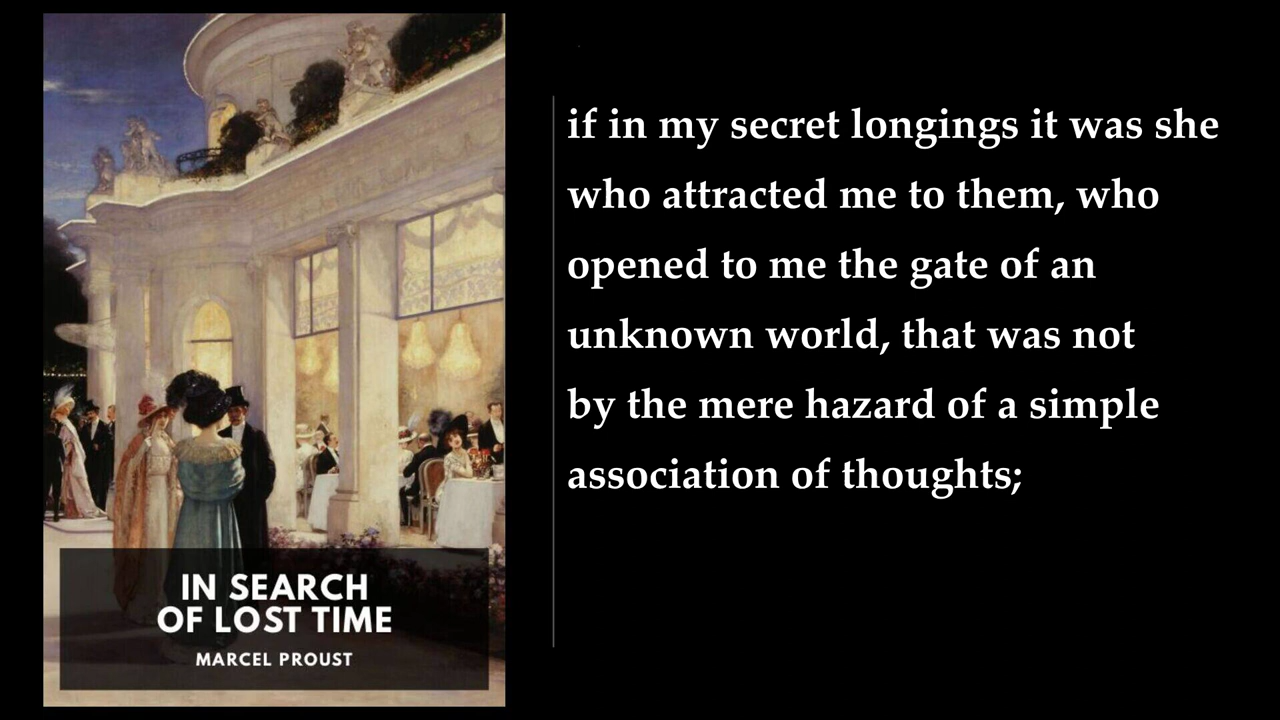 IN SEARCH
OF LOST TIME
MARCEL PROUST
if in my secret longings it was she
who attracted me to them, who
opened to me the gate of an
unknown world, that was not
by the mere hazard of a simple
association of thoughts;